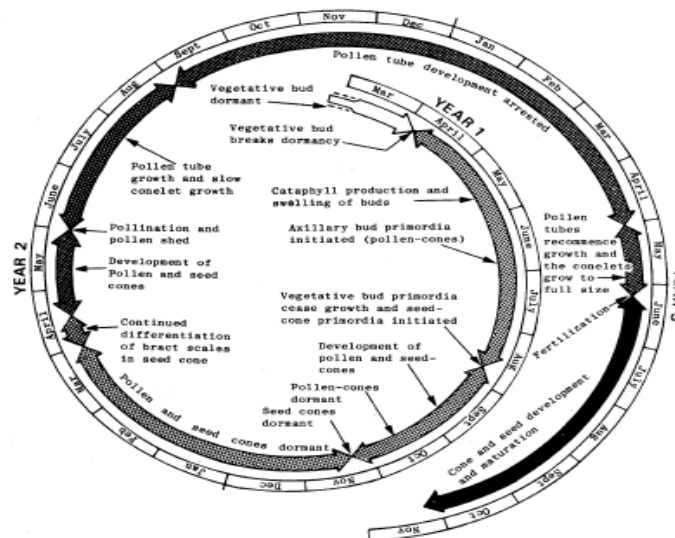 Nov
Dec
Jan
Feb
Mar
April
May
June
July
Aug
Sept
Oct
Nov
Oct
Sept
Aug
July
June
May
April
Mar
Feb
Jan
Dec
Nov
Oct
Sept
Aug
July
June
May
April
Mar
YEAR 1
YEAR 2
Pollen tube development arrested
Vegetative bud
dormant
Vegetative bud
breaks dormancy
Pollen tube
growth and slow
conelet growth
Cataphyll production and
swelling of buds
Axillary bud primordia
initiated (pollen-cones)
Pollination and
pollen shed
Development of
Pollen and seed
cones
Pollen
tubes
recommence
growth and
the conelets
grow to
full size
Vegetative bud primordia
cease growth and seed-
cone primordia initiated
Fertilization
Continued
differentiation
of bract scales
in seed cone
Development of
pollen and seed-
cones
Pollen-cones
dormant
Seed cones
dormant
Pollen and seed cones dormant
Cone and seed development
and maturation